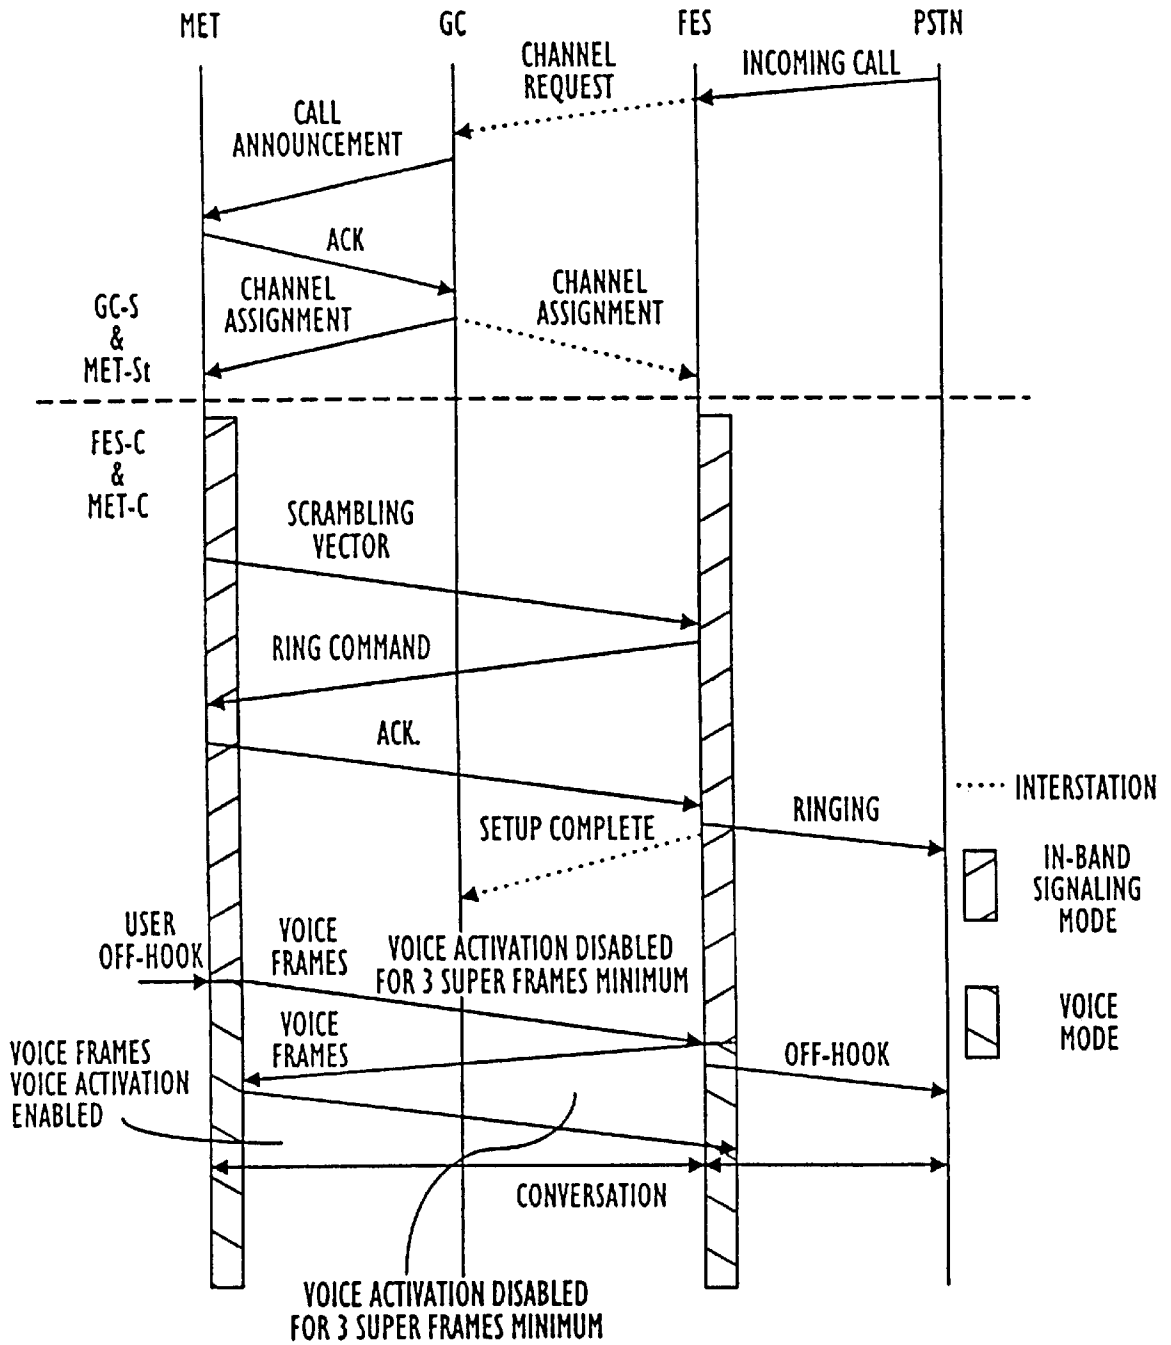 MET GC FES PSTN
CHANNEL
REQUEST
INCOMING CALL
CALL
ANNOUNCEMENT
ACK
CHANNEL
ASSIGNMENT
CHANNEL
ASSIGNMENT
GC-S
&
MET-St
FES-C
&
MET-C
SCRAMBLING
VECTOR
RING COMMAND
ACK.
INTERSTATION
RINGING
SETUP COMPLETE
IN-BAND
SIGNALING
MODE
USER
OFF-HOOK
VOICE
FRAMES
VOICE ACTIVATION DISABLED
FOR 3 SUPER FRAMES MINIMUM
VOICE
MODE
VOICE
FRAMES
OFF-HOOK
VOICE FRAMES
VOICE ACTIVATION
ENABLED
CONVERSATION
VOICE ACTIVATION DISABLED
FOR 3 SUPER FRAMES MINIMUM